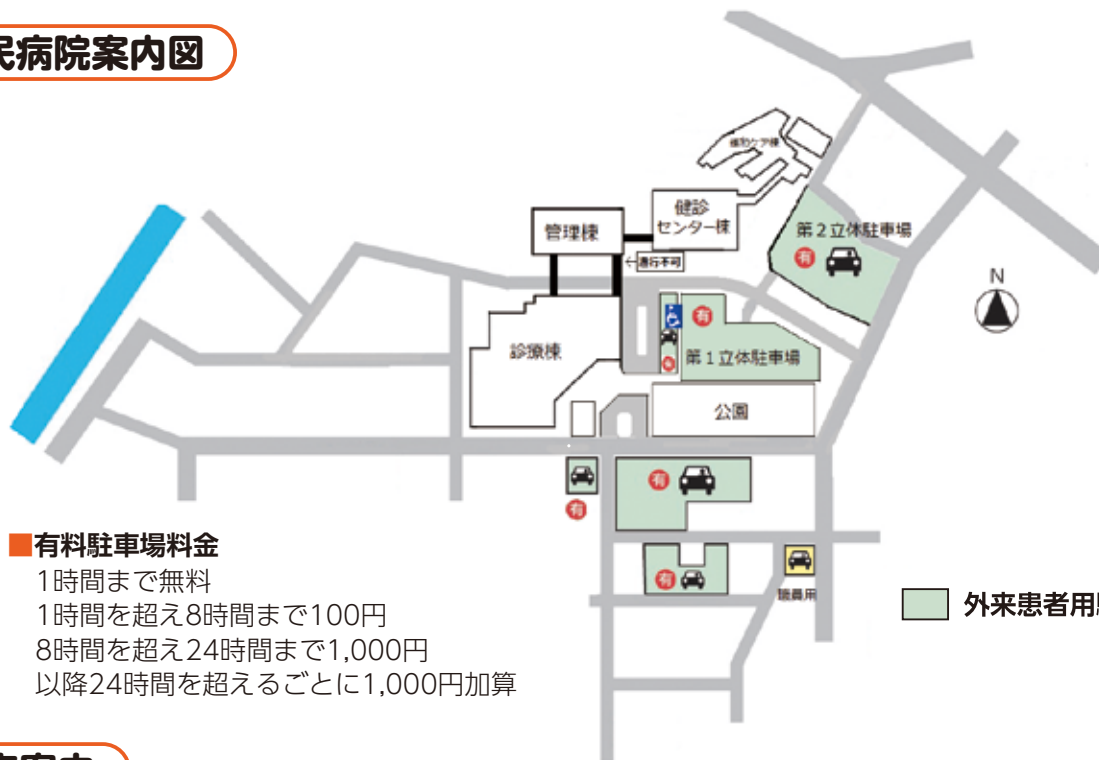 民病院案内図
緩和ケア棟
健診
センター棟
管理棟
←通行不可
第2立体駐車場
有
N
有
診療棟
有
第1立体駐車場
公園
有
有
有
職員用
■有料駐車場料金
1時間まで無料
1時間を超え8時間まで100円
8時間を超え24時間まで1,000円
以降24時間を超えるごとに1,000円加算
外来患者用